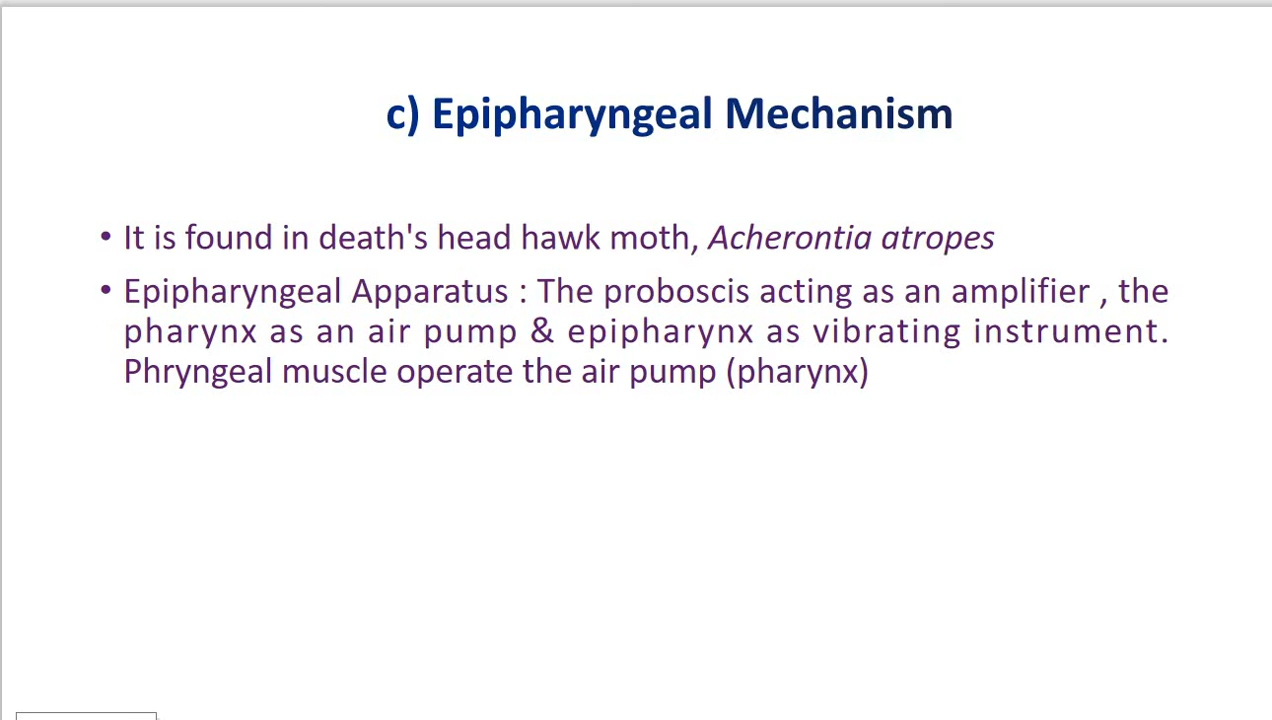 c) Epipharyngeal Mechanism
• It is found in death's head hawk moth, Acherontia atropes
• Epipharyngeal Apparatus : The proboscis acting as an amplifier , the
pharynx as an air pump & epipharynx as vibrating instrument.
Phryngeal muscle operate the air pump (pharynx)